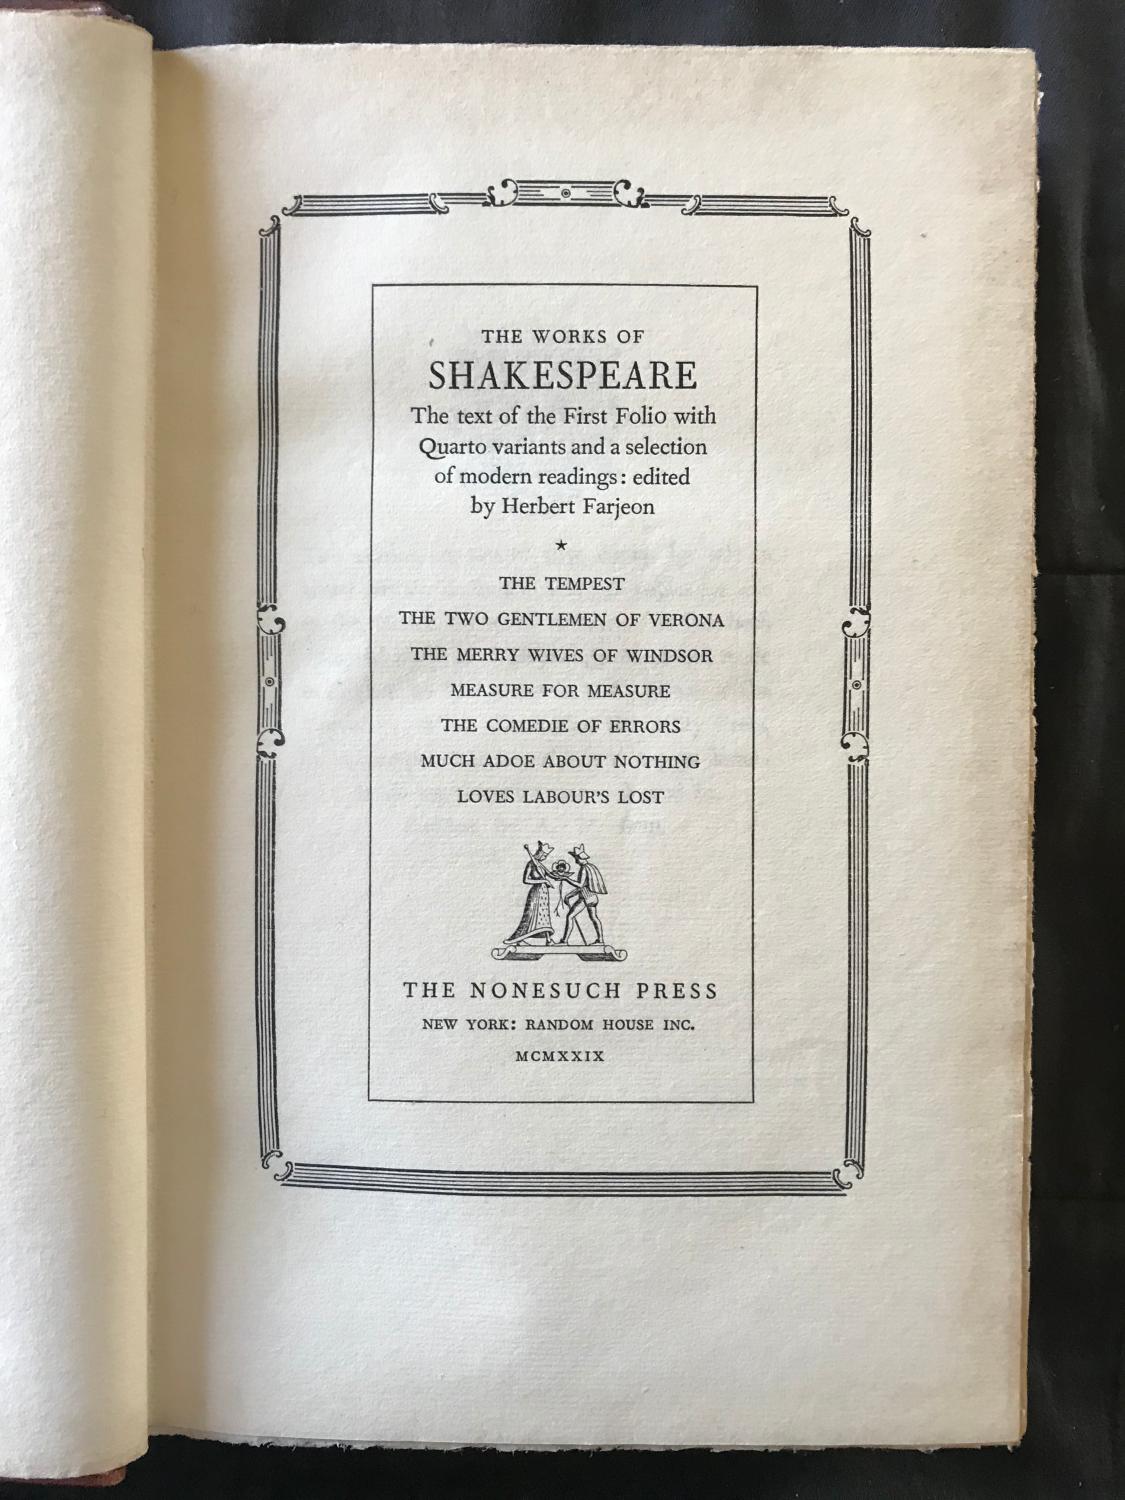 THE WORKS OF
SHAKESPEARE
The text of the First Folio with
Quarto variants and a selection
of modern readings: edited
by Herbert Farjeon
★
THE TEMPEST
THE TWO GENTLEMEN OF VERONA
THE MERRY WIVES OF WINDSOR
MEASURE FOR MEASURE
THE COMEDIE OF ERRORS
MUCH ADOE ABOUT NOTHING
LOVES LABOUR'S LOST
THE NONESUCH PRESS
NEW YORK: RANDOM HOUSE INC.
MCMXXIX